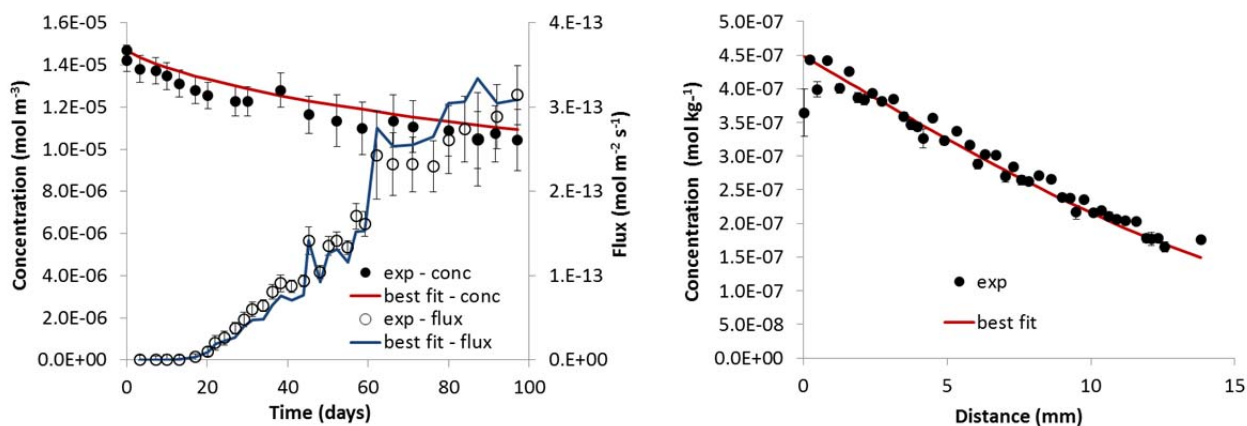 1.6E-05
1.4E-05
1.2E-05
1.0E-05
8.0E-06
6.0E-06
4.0E-06
2.0E-06
0.0E+00
Concentration (mol m⁻³)
0 20 40 60 80 100
Time (days)
4.0E-13
3.0E-13
2.0E-13
1.0E-13
0.0E+00
Flux (mol m⁻² s⁻¹)
exp - conc
best fit - conc
exp - flux
best fit - flux
5.0E-07
4.5E-07
4.0E-07
3.5E-07
3.0E-07
2.5E-07
2.0E-07
1.5E-07
1.0E-07
5.0E-08
0.0E+00
Concentration (mol kg⁻¹)
0 5 10 15
Distance (mm)
exp
best fit